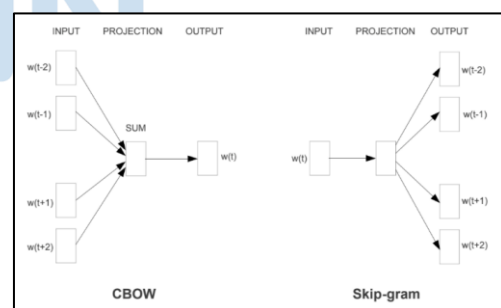 INPUT PROJECTION OUTPUT
w(t-2)
w(t-1)
SUM
w(t)
w(t+1)
w(t+2)
CBOW
INPUT PROJECTION OUTPUT
w(t-2)
w(t-1)
w(t)
w(t+1)
w(t+2)
Skip-gram